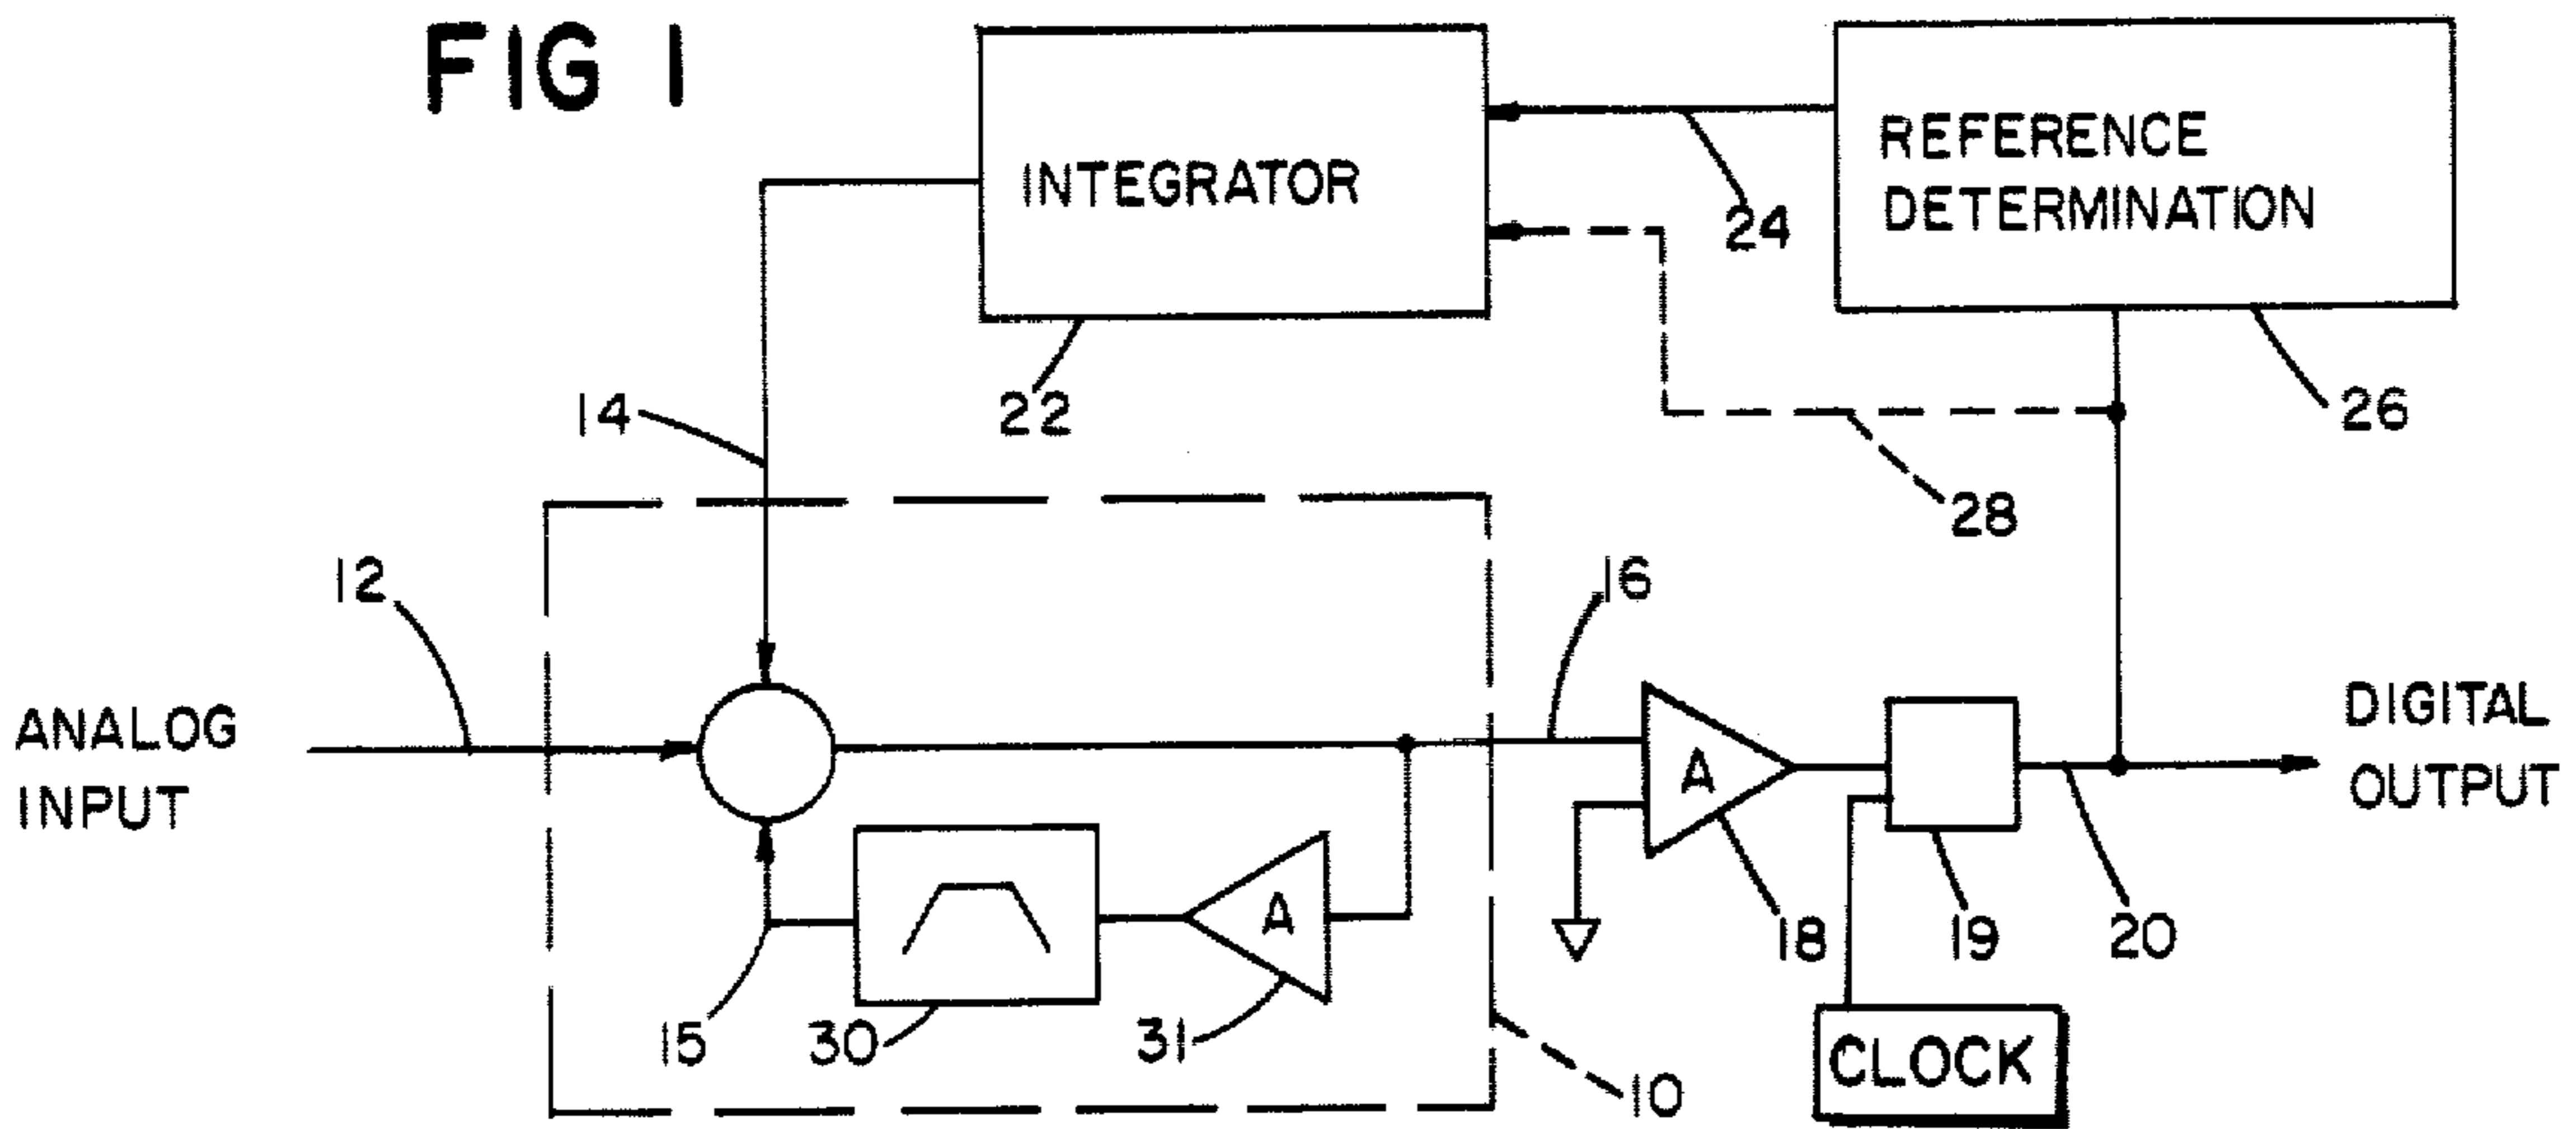 FIG 1
INTEGRATOR
REFERENCE
DETERMINATION
24
14
22
26
28
12
16
ANALOG
INPUT
A
DIGITAL
OUTPUT
A
18
19
20
15
30
31
10
CLOCK